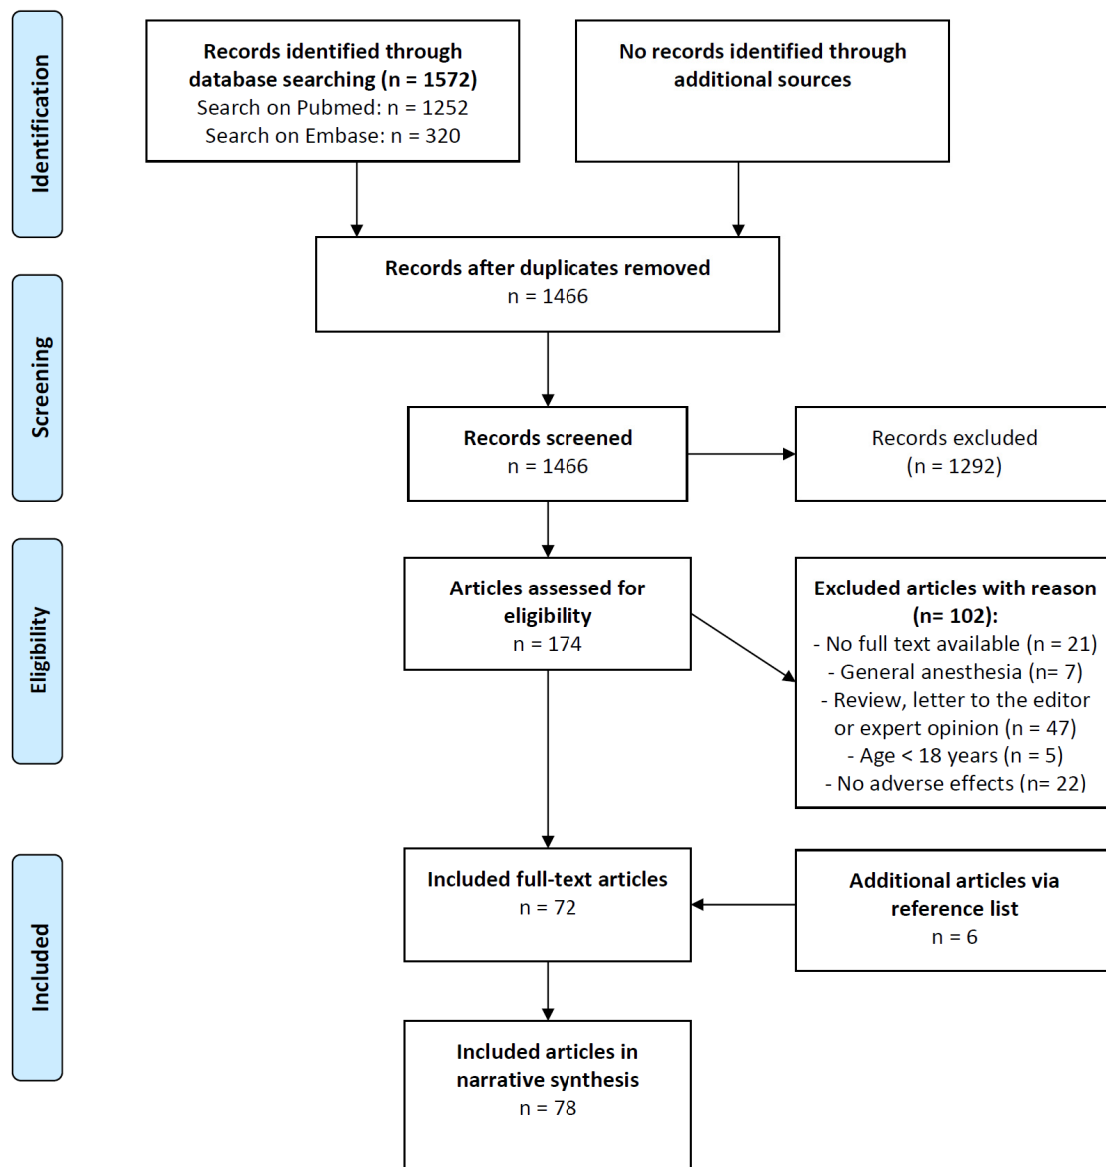 Identification
Records identified through
database searching (n = 1572)
Search on Pubmed: n = 1252
Search on Embase: n = 320
No records identified through
additional sources
Records after duplicates removed
n = 1466
Screening
Records screened
n = 1466
Records excluded
(n = 1292)
Eligibility
Articles assessed for
eligibility
n = 174
Excluded articles with reason
(n= 102):
- No full text available (n = 21)
- General anesthesia (n= 7)
- Review, letter to the editor
or expert opinion (n = 47)
- Age < 18 years (n = 5)
- No adverse effects (n= 22)
Included
Included full-text articles
n = 72
Additional articles via
reference list
n = 6
Included articles in
narrative synthesis
n = 78